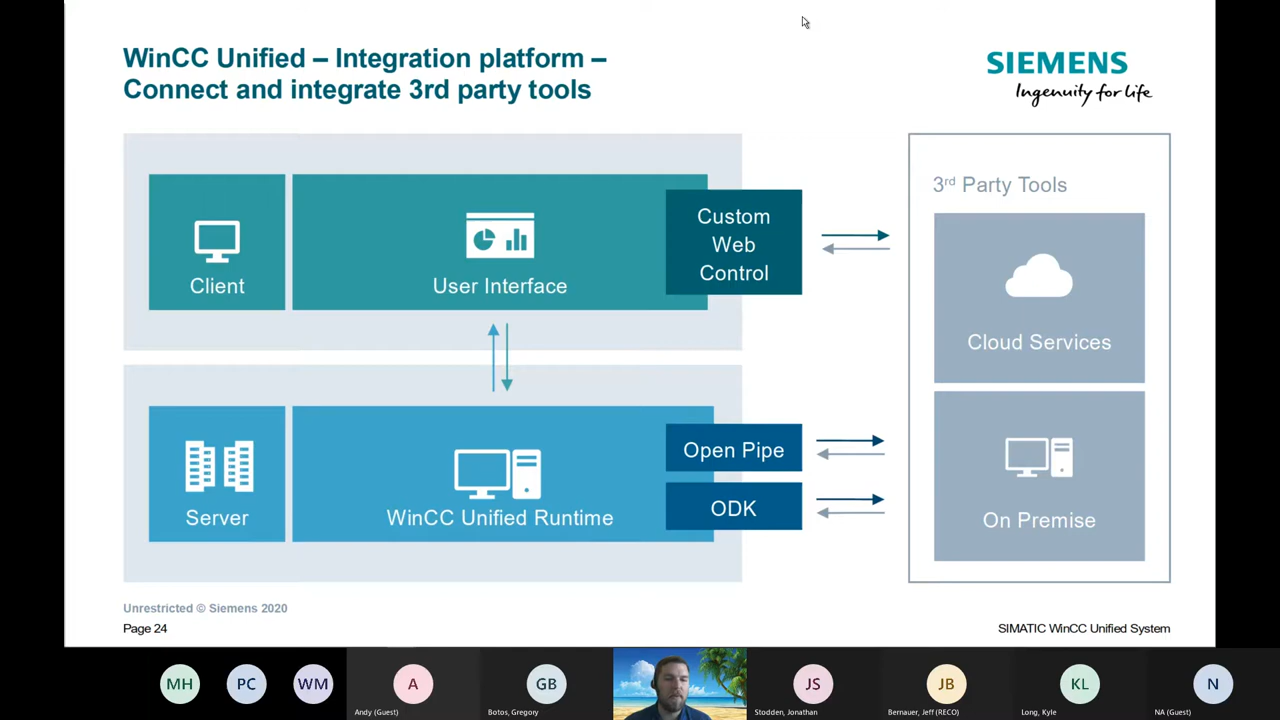 WinCC Unified – Integration platform –
Connect and integrate 3rd party tools
SIEMENS
Ingenuity for life
Client
User Interface
Custom
Web
Control
3rd Party Tools
Cloud Services
Server
WinCC Unified Runtime
Open Pipe
ODK
On Premise
Unrestricted © Siemens 2020
Page 24
SIMATIC WinCC Unified System
MH
PC
WM
A
GB
JS
JB
KL
N
Andy (Guest)
Botos, Gregory
Stodden, Jonathan
Bernauer, Jeff (RECO)
Long, Kyle
NA (Guest)